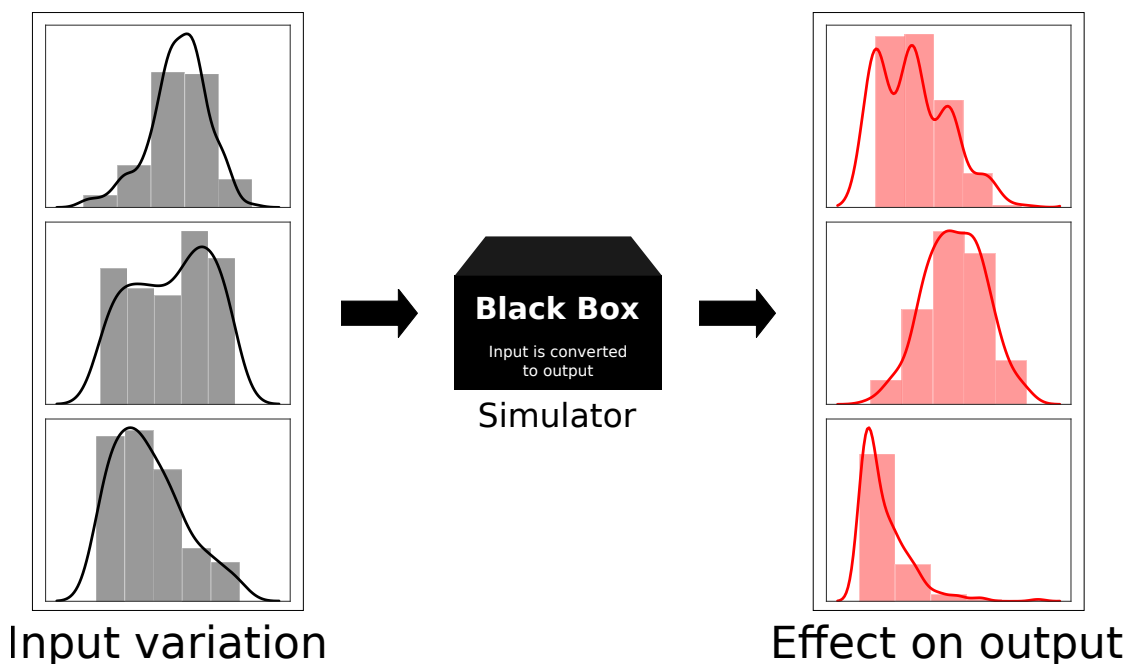 Black Box
Input is converted
to output
Simulator
Input variation
Effect on output